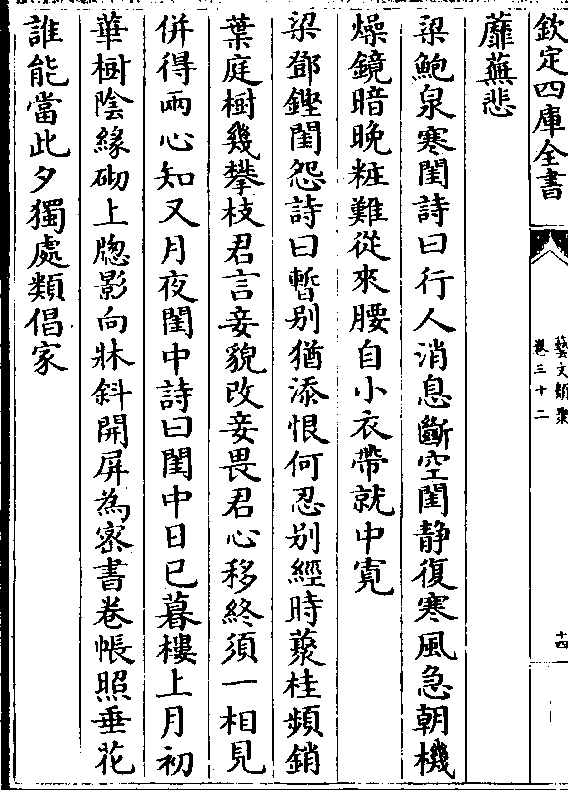 欽定四庫全書
藝文類聚
卷三十二
十四
蘼蕪悲
梁鮑泉寒閨詩曰行人消息斷空閨静復寒風急朝機
燥鏡暗晚粧難從來腰自小衣帶就中寛
梁鄧鏗閨怨詩曰暫别猶添恨何忍别經時藂桂頻銷
葉庭樹幾攀枝君言妾貌改妾畏君心移終須一相見
併得兩心知又月夜閨中詩曰閨中日已暮樓上月初
華樹陰緣砌上牕影向牀斜開屏為宻書卷帳照垂花
誰能當此夕獨處類倡家